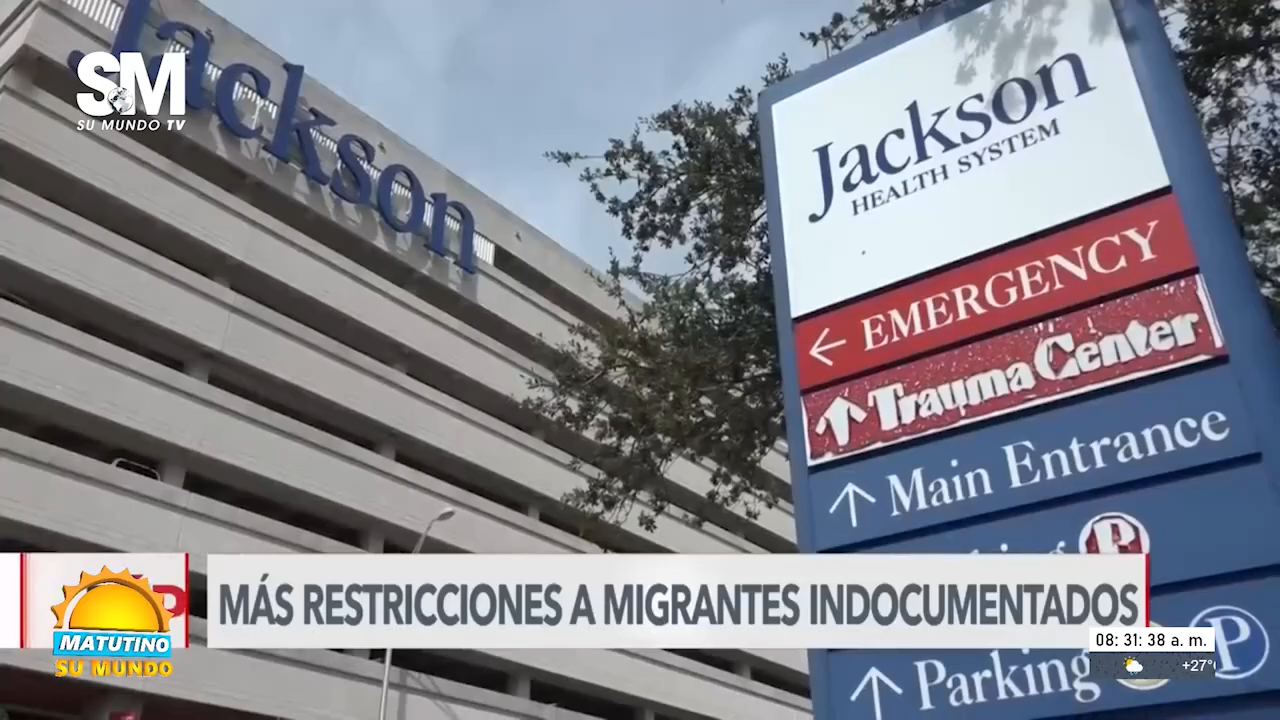 Jackson
SM
SU MUNDO TV
Jackson
HEALTH SYSTEM
← EMERGENCY
↑ Trauma Center
↑ Main Entrance
P
↑ Parking P
MÁS RESTRICCIONES A MIGRANTES INDOCUMENTADOS
MATUTINO
SU MUNDO
08:31:38 a. m.
+27°